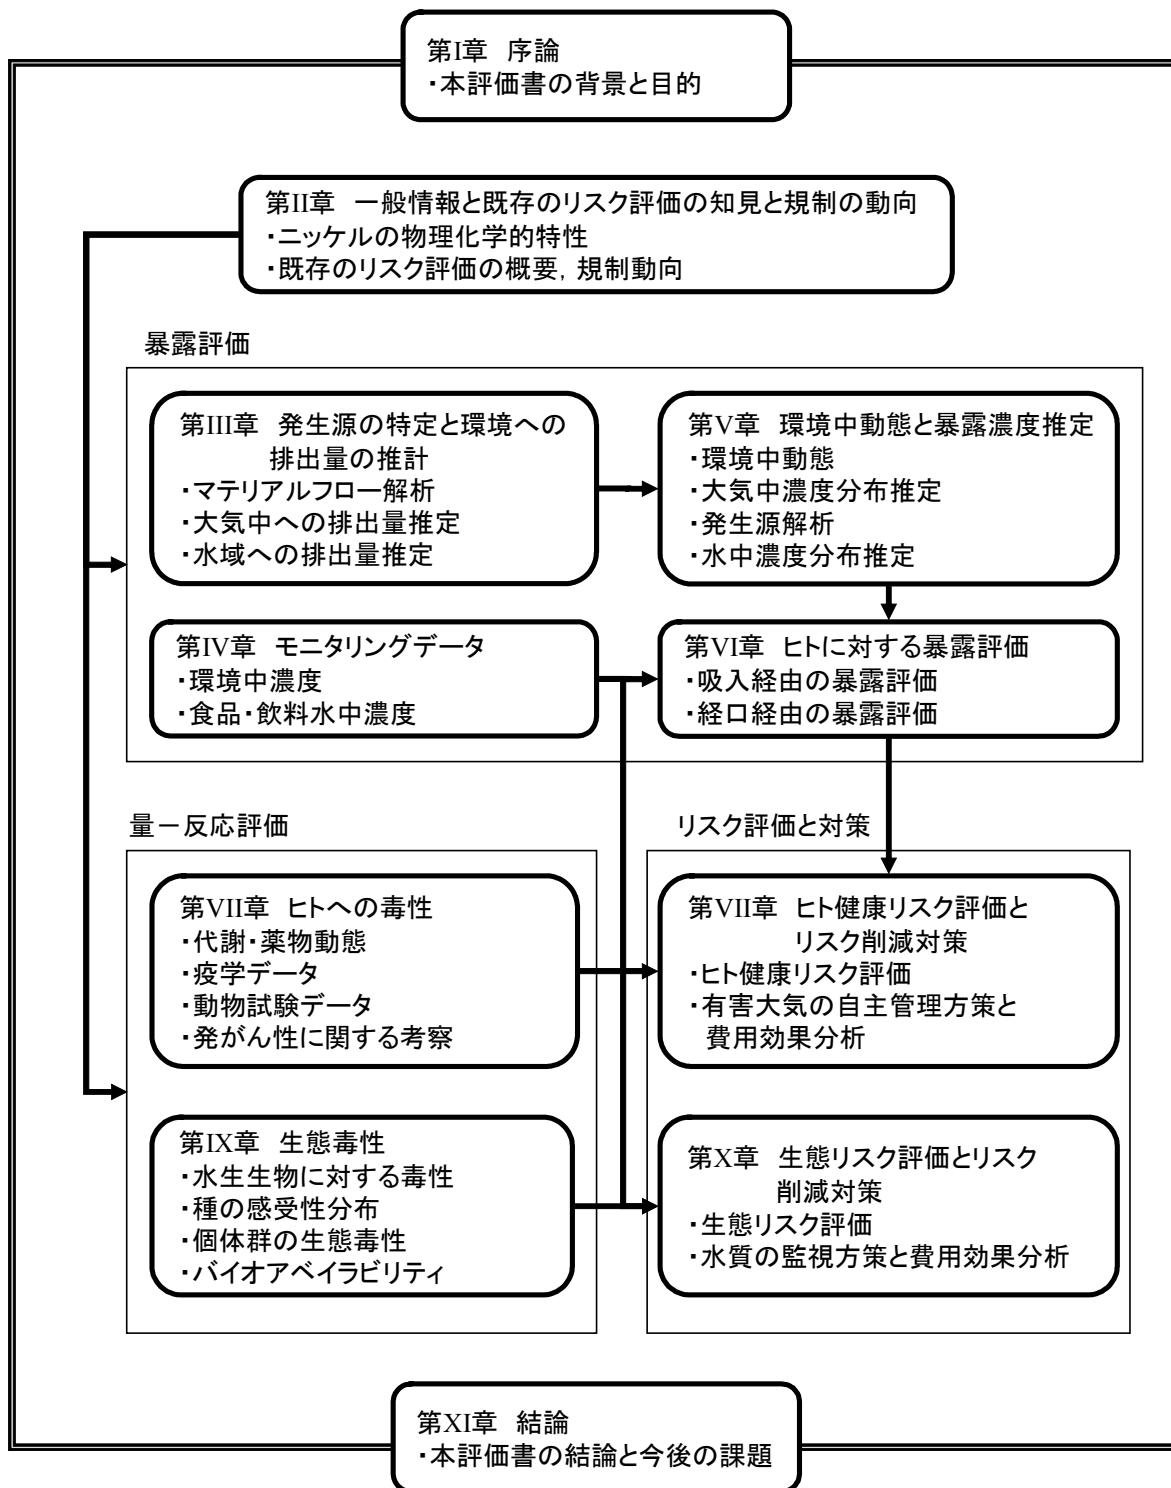 第I章 序論
・本評価書の背景と目的
第II章 一般情報と既存のリスク評価の知見と規制の動向
・ニッケルの物理化学的特性
・既存のリスク評価の概要，規制動向
暴露評価
第III章 発生源の特定と環境への
排出量の推計
・マテリアルフロー解析
・大気中への排出量推定
・水域への排出量推定
第V章 環境中動態と暴露濃度推定
・環境中動態
・大気中濃度分布推定
・発生源解析
・水中濃度分布推定
第IV章 モニタリングデータ
・環境中濃度
・食品・飲料水中濃度
第VI章 ヒトに対する暴露評価
・吸入経由の暴露評価
・経口経由の暴露評価
量－反応評価
第VII章 ヒトへの毒性
・代謝・薬物動態
・疫学データ
・動物試験データ
・発がん性に関する考察
第IX章 生態毒性
・水生生物に対する毒性
・種の感受性分布
・個体群の生態毒性
・バイオアベイラビリティ
リスク評価と対策
第VII章 ヒト健康リスク評価と
リスク削減対策
・ヒト健康リスク評価
・有害大気の自主管理方策と
費用効果分析
第X章 生態リスク評価とリスク
削減対策
・生態リスク評価
・水質の監視方策と費用効果分析
第XI章 結論
・本評価書の結論と今後の課題